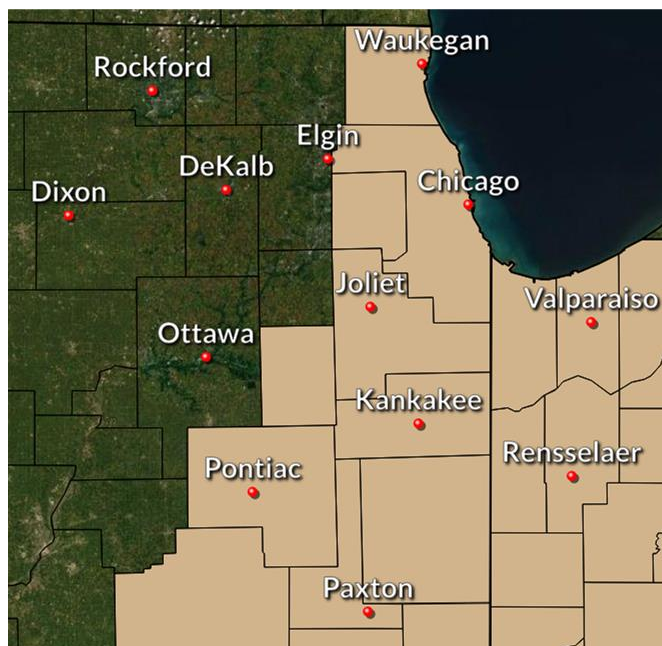 Waukegan
Rockford
Elgin
DeKalb
Chicago
Dixon
Joliet
Valparaiso
Ottawa
Kankakee
Rensselaer
Pontiac
Paxton